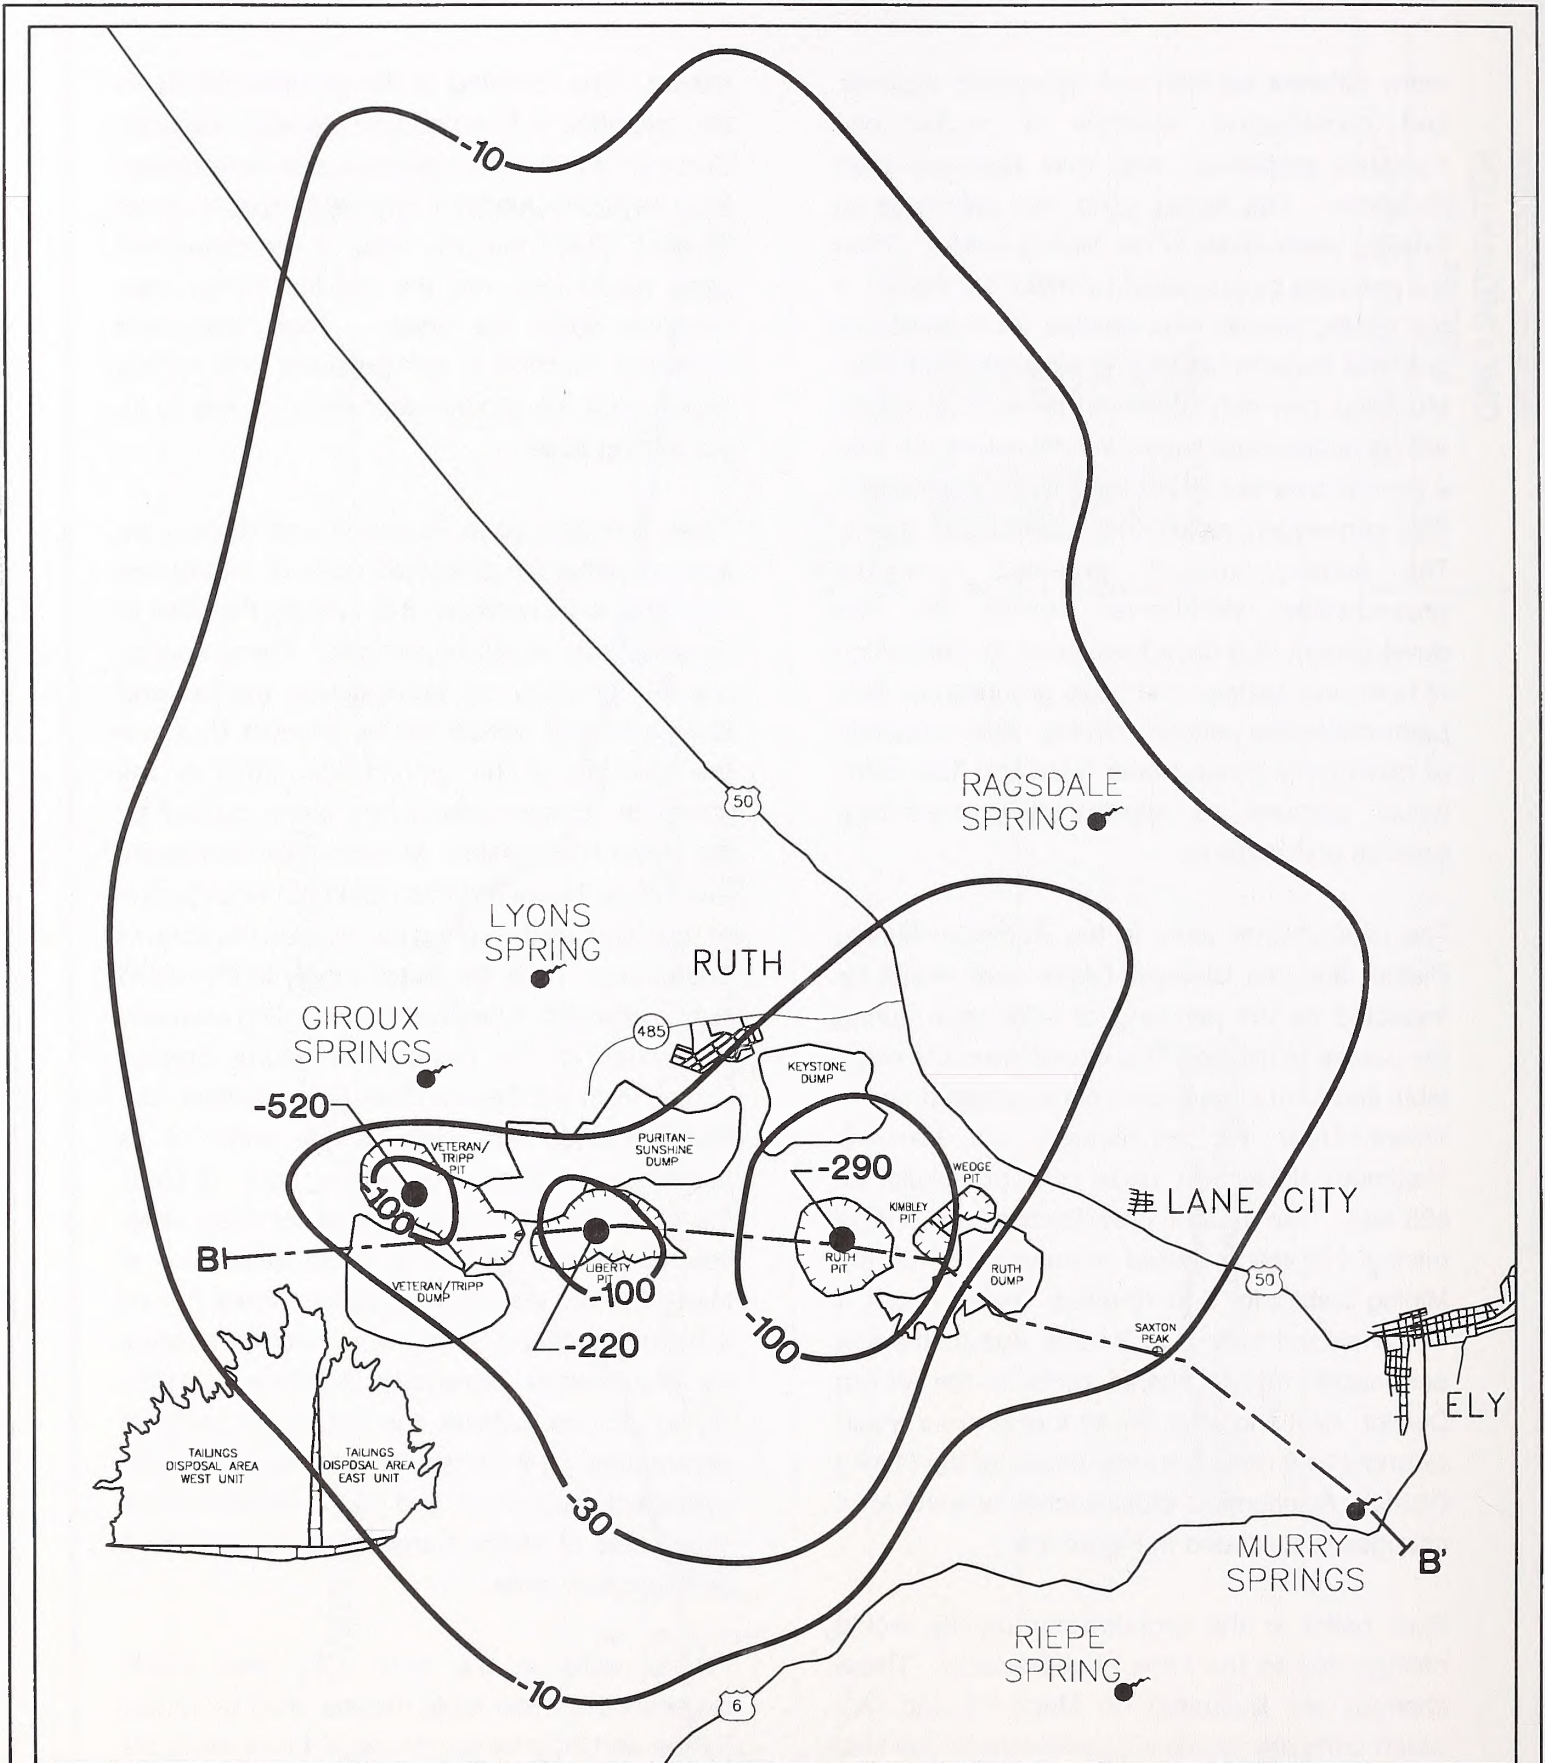 -10
50
RAGSDALE
SPRING
LYONS
SPRING
RUTH
GIROUX
SPRINGS
485
KEYSTONE
DUMP
-520
VETERAN/
TRIPP
PIT
PURITAN-
SUNSHINE
DUMP
-290
WEDGE
PIT
-100
KIMBLEY
PIT
LANE CITY
B
RUTH
PIT
LIBERTY
PIT
RUTH
DUMP
50
VETERAN/TRIPP
DUMP
-100
-100
-220
SAXTON
PEAK
ELY
TAILINGS
DISPOSAL AREA
WEST UNIT
TAILINGS
DISPOSAL AREA
EAST UNIT
-30
MURRY
SPRINGS
B'
RIEPE
SPRING
-10
6